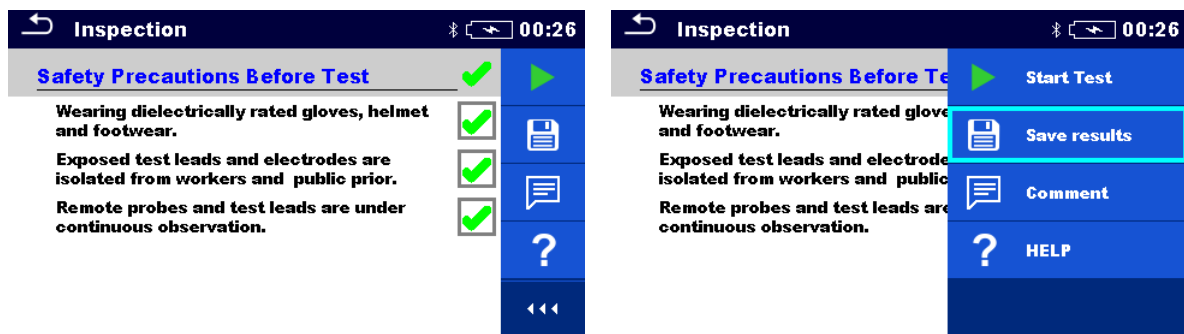 Inspection
00:26
Safety Precautions Before Test
Wearing dielectrically rated gloves, helmet
and footwear.
Exposed test leads and electrodes are
isolated from workers and public prior.
Remote probes and test leads are under
continuous observation.
?
Inspection
00:26
Safety Precautions Before Te
Wearing dielectrically rated glove
and footwear.
Exposed test leads and electrode
isolated from workers and public
Remote probes and test leads are
continuous observation.
Start Test
Save results
Comment
? HELP